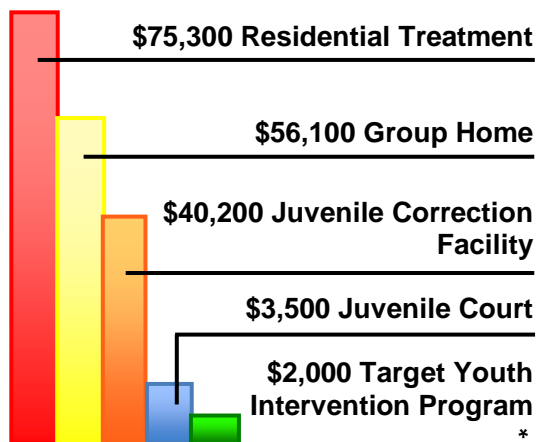 $75,300 Residential Treatment
$56,100 Group Home
$40,200 Juvenile Correction
Facility
$3,500 Juvenile Court
$2,000 Target Youth
Intervention Program
*